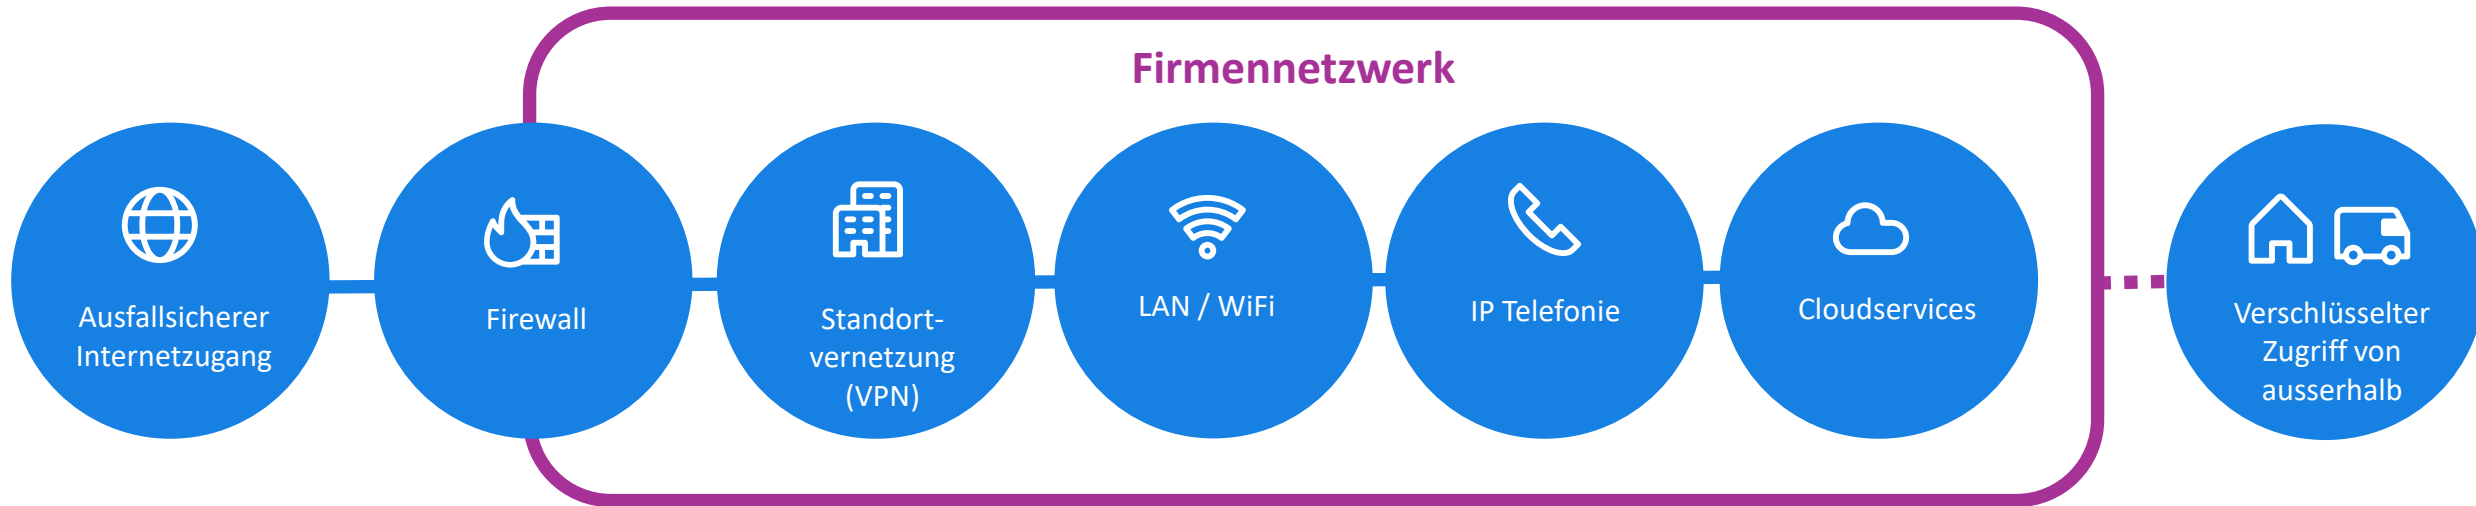 Firmennetzwerk
Ausfallsicherer
Internetzugang
Firewall
Standort-
vernetzung
(VPN)
LAN / WiFi
IP Telefonie
Cloudservices
Verschlüsselter
Zugriff von
ausserhalb